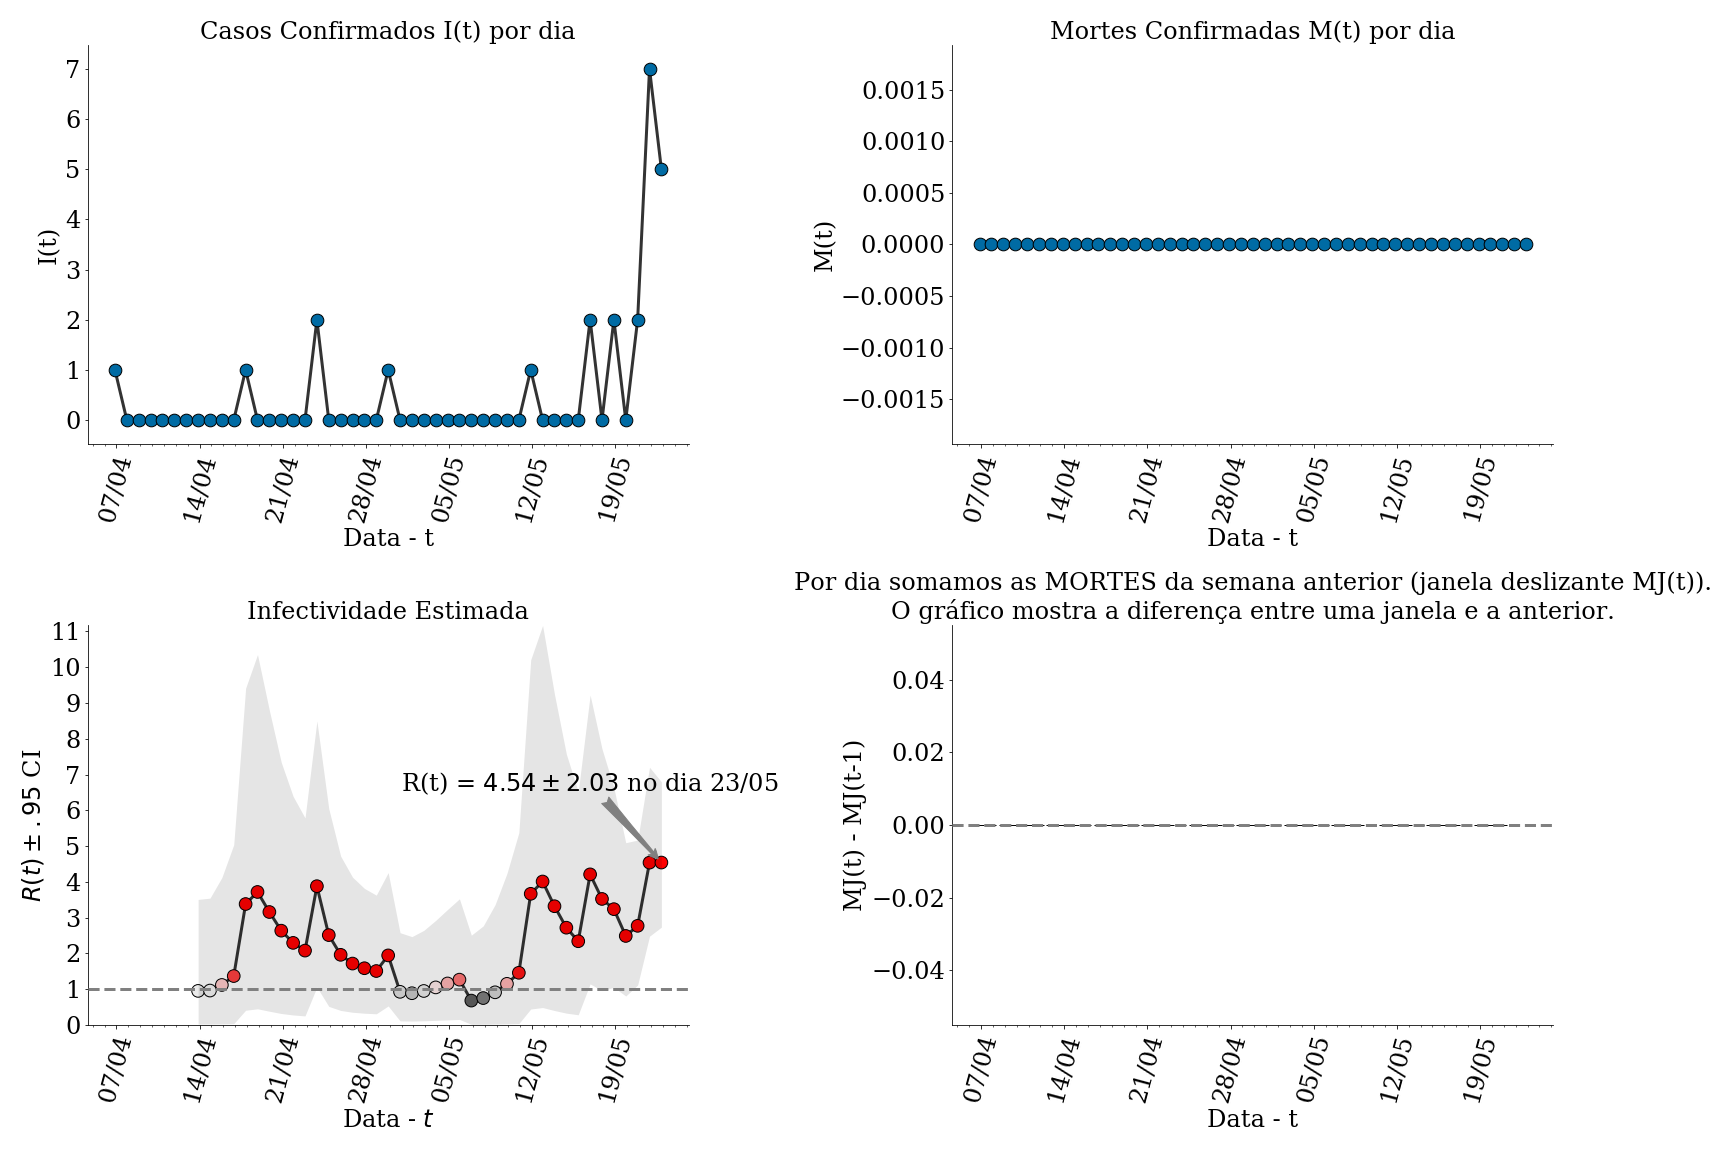 Casos Confirmados I(t) por dia
I(t)
7
6
5
4
3
2
1
0
07/04 14/04 21/04 28/04 05/05 12/05 19/05
Data - t
Mortes Confirmadas M(t) por dia
M(t)
0.0015
0.0010
0.0005
0.0000
−0.0005
−0.0010
−0.0015
07/04 14/04 21/04 28/04 05/05 12/05 19/05
Data - t
Infectividade Estimada
R(t) ± .95 CI
11
10
9
8
7
6
5
4
3
2
1
0
R(t) = 4.54 ± 2.03 no dia 23/05
07/04 14/04 21/04 28/04 05/05 12/05 19/05
Data - t
Por dia somamos as MORTES da semana anterior (janela deslizante MJ(t)).
O gráfico mostra a diferença entre uma janela e a anterior.
MJ(t) - MJ(t-1)
0.04
0.02
0.00
−0.02
−0.04
07/04 14/04 21/04 28/04 05/05 12/05 19/05
Data - t